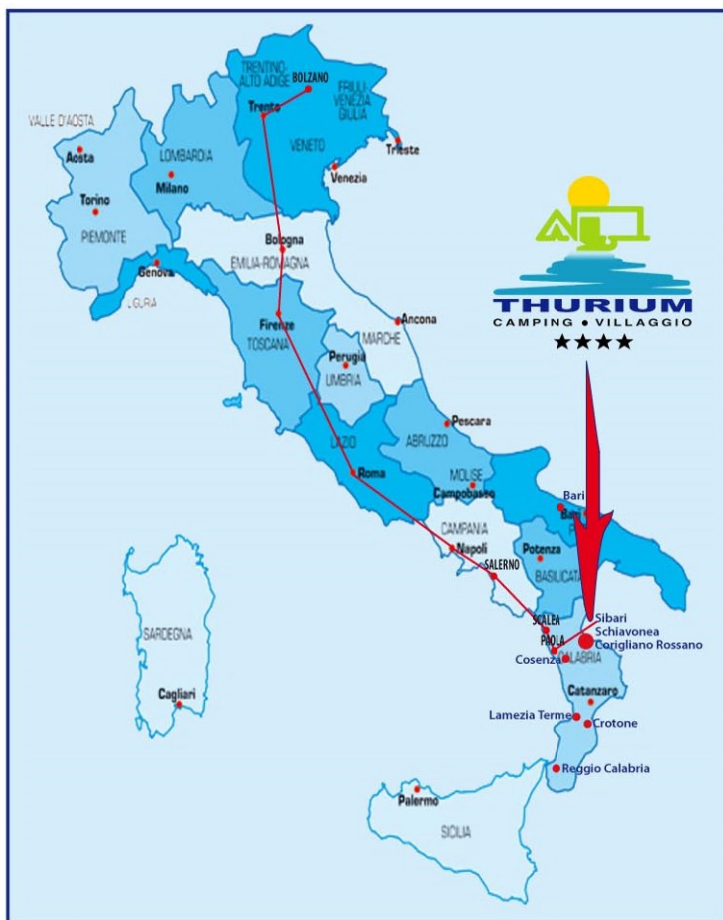 TRENTINO-
ALTO ADIGE
BOLZANO
Trento
FRIULI-
VENEZIA
GIULIA
VALLE D'AOSTA
Aosta
LOMBARDIA
Milano
VENETO
Trieste
Venezia
Torino
PIEMONTE
Bologna
EMILIA-ROMAGNA
Genova
LIGURIA
THURIUM
CAMPING • VILLAGGIO
Firenze
TOSCANA
Ancona
MARCHE
Perugia
UMBRIA
Pescara
LAZIO
ABRUZZO
Roma
MOLISE
Campobasso
Bari
Bari
CAMPANIA
Napoli
Potenza
SALERNO
BASILICATA
SCALEA
Sibari
SARDEGNA
PAOLA
Schiavonea
Corigliano Rossano
Cosenza
CALABRIA
Cagliari
Catanzaro
Lamezia Terme
Crotone
Reggio Calabria
Palermo
SICILIA